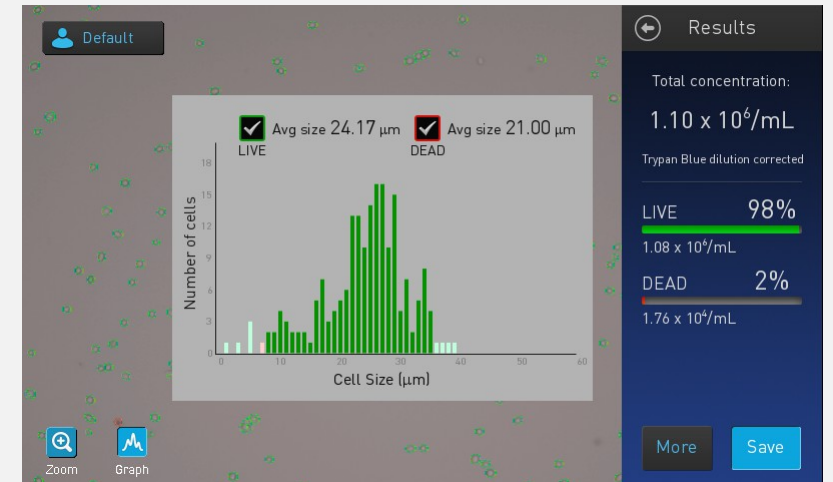 Default
Results
Total concentration:
1.10 x 10⁶/mL
Trypan Blue dilution corrected
LIVE 98%
1.08 x 10⁶/mL
DEAD 2%
1.76 x 10⁴/mL
More Save
Avg size 24.17 µm Avg size 21.00 µm
LIVE DEAD
Number of cells
18
15
12
9
6
3
0
0 10 20 30 40 50 60
Cell Size (µm)
Zoom Graph